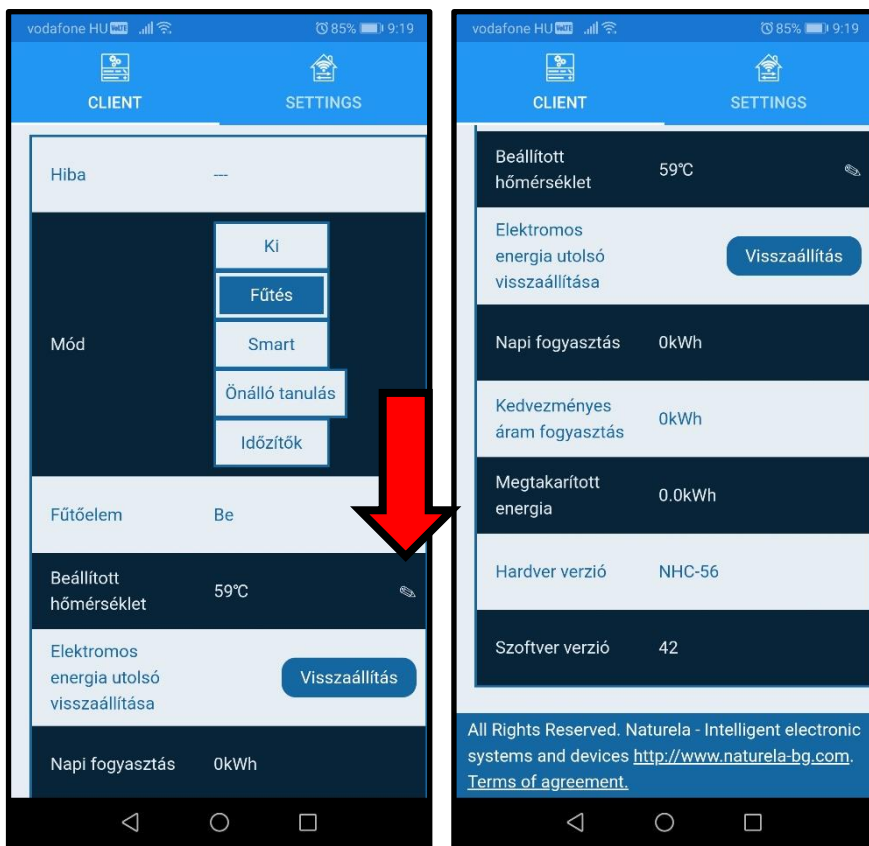 vodafone HU VoLTE 85% 9:19
CLIENT SETTINGS
Hiba ---
Mód
Ki
Fűtés
Smart
Önálló tanulás
Időzítők
Fűtőelem Be
Beállított
hőmérséklet
59℃
Elektromos
energia utolsó
visszaállítása
Visszaállítás
Napi fogyasztás 0kWh
vodafone HU VoLTE 85% 9:19
CLIENT SETTINGS
Beállított
hőmérséklet
59℃
Elektromos
energia utolsó
visszaállítása
Visszaállítás
Napi fogyasztás 0kWh
Kedvezményes
áram fogyasztás
0kWh
Megtakarított
energia
0.0kWh
Hardver verzió NHC-56
Szoftver verzió 42
All Rights Reserved. Naturela - Intelligent electronic
systems and devices http://www.naturela-bg.com.
Terms of agreement.